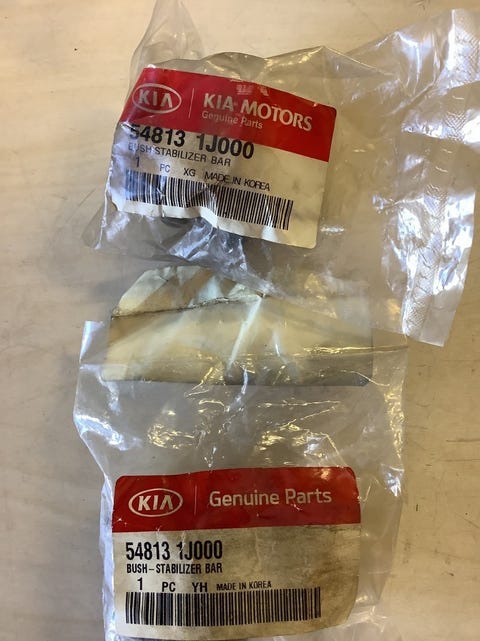 KIA
KIA MOTORS
Genuine Parts
54813 1J000
BUSH-STABILIZER BAR
1 PC XG MADE IN KOREA
KIA
Genuine Parts
54813 1J000
BUSH-STABILIZER BAR
1 PC YH MADE IN KOREA